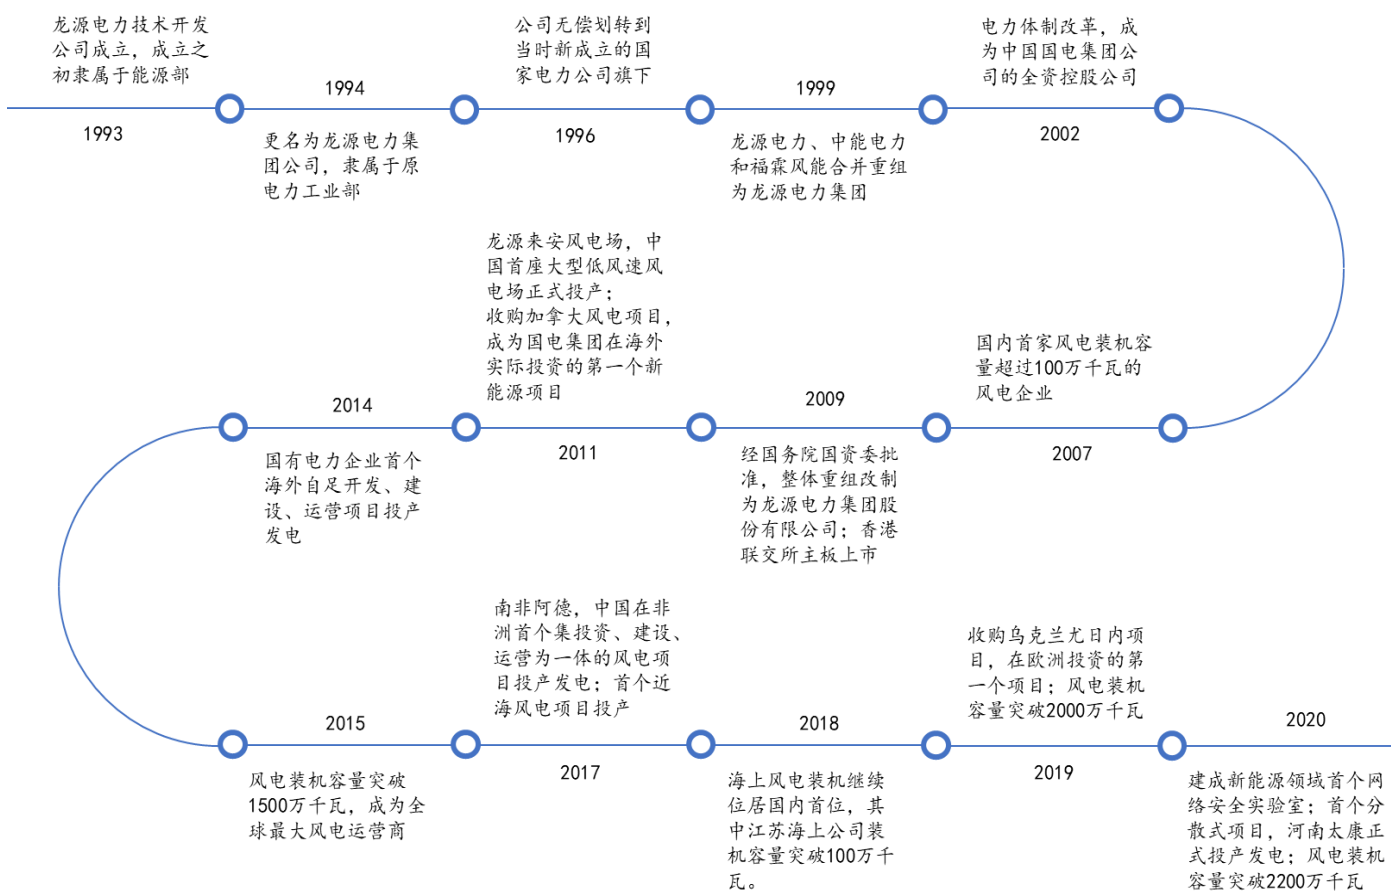 龙源电力技术开发
公司成立，成立之
初隶属于能源部
1993
1994
更名为龙源电力集
团公司，隶属于原
电力工业部
公司无偿划转到
当时新成立的国
家电力公司旗下
1996
1999
龙源电力、中能电力
和福霖风能合并重组
为龙源电力集团
电力体制改革，成
为中国国电集团公
司的全资控股公司
2002
国内首家风电装机容
量超过100万千瓦的
风电企业
2007
2009
经国务院国资委批
准，整体重组改制
为龙源电力集团股
份有限公司；香港
联交所主板上市
龙源来安风电场，中
国首座大型低风速风
电场正式投产；
收购加拿大风电项目，
成为国电集团在海外
实际投资的第一个新
能源项目
2011
2014
国有电力企业首个
海外自足开发、建
设、运营项目投产
发电
2015
风电装机容量突破
1500万千瓦，成为全
球最大风电运营商
南非阿德，中国在非
洲首个集投资、建设、
运营为一体的风电项
目投产发电；首个近
海风电项目投产
2017
2018
海上风电装机继续
位居国内首位，其
中江苏海上公司装
机容量突破100万千
瓦。
收购乌克兰尤日内项
目，在欧洲投资的第
一个项目；风电装机
容量突破2000万千瓦
2019
2020
建成新能源领域首个网
络安全实验室；首个分
散式项目，河南太康正
式投产发电；风电装机
容量突破2200万千瓦